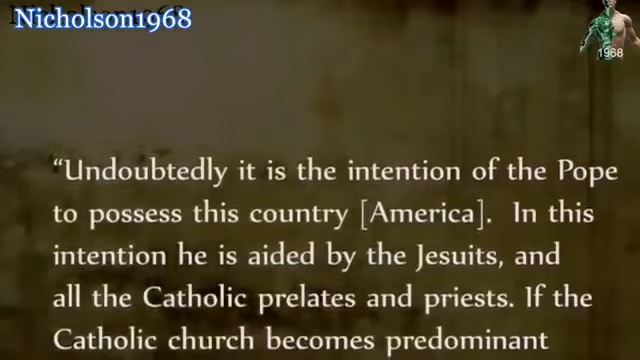 Nicholson1968
1968
“Undoubtedly it is the intention of the Pope
to possess this country [America].  In this
intention he is aided by the Jesuits, and
all the Catholic prelates and priests. If the
Catholic church becomes predominant